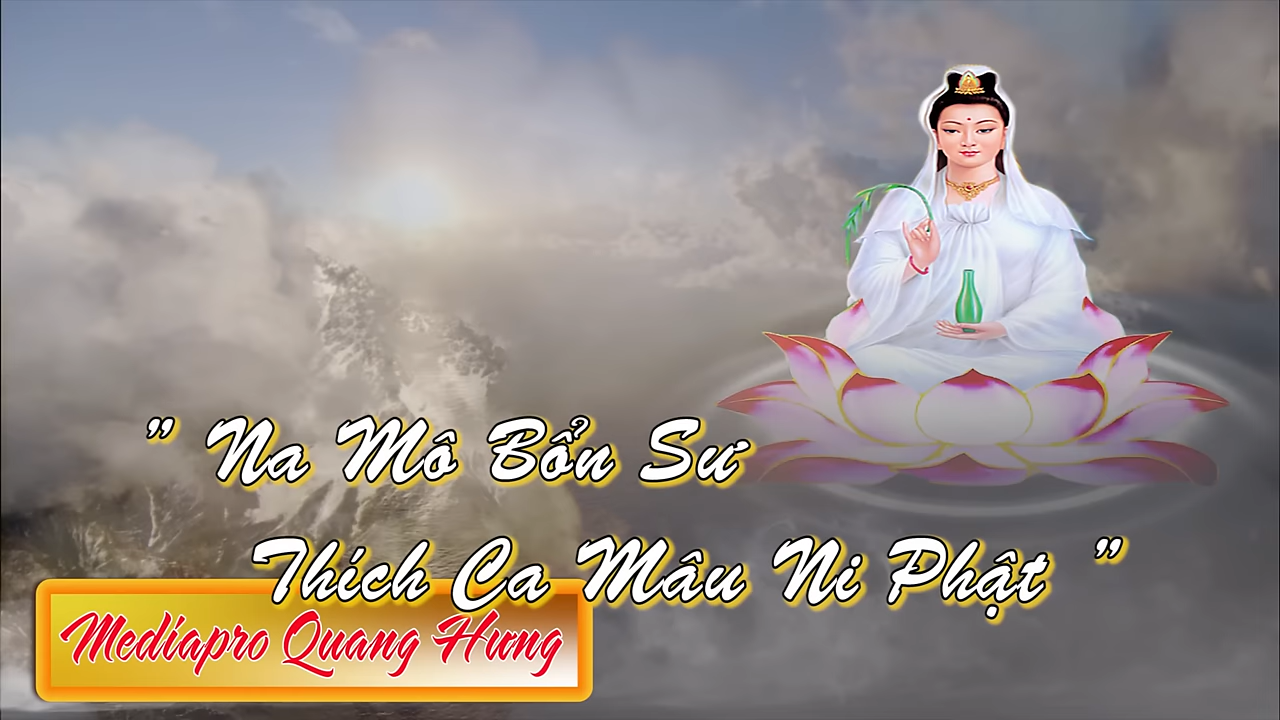 " Na Mô Bổn Sư
Thích Ca Mâu Ni Phật "
Mediapro Quang Hưng